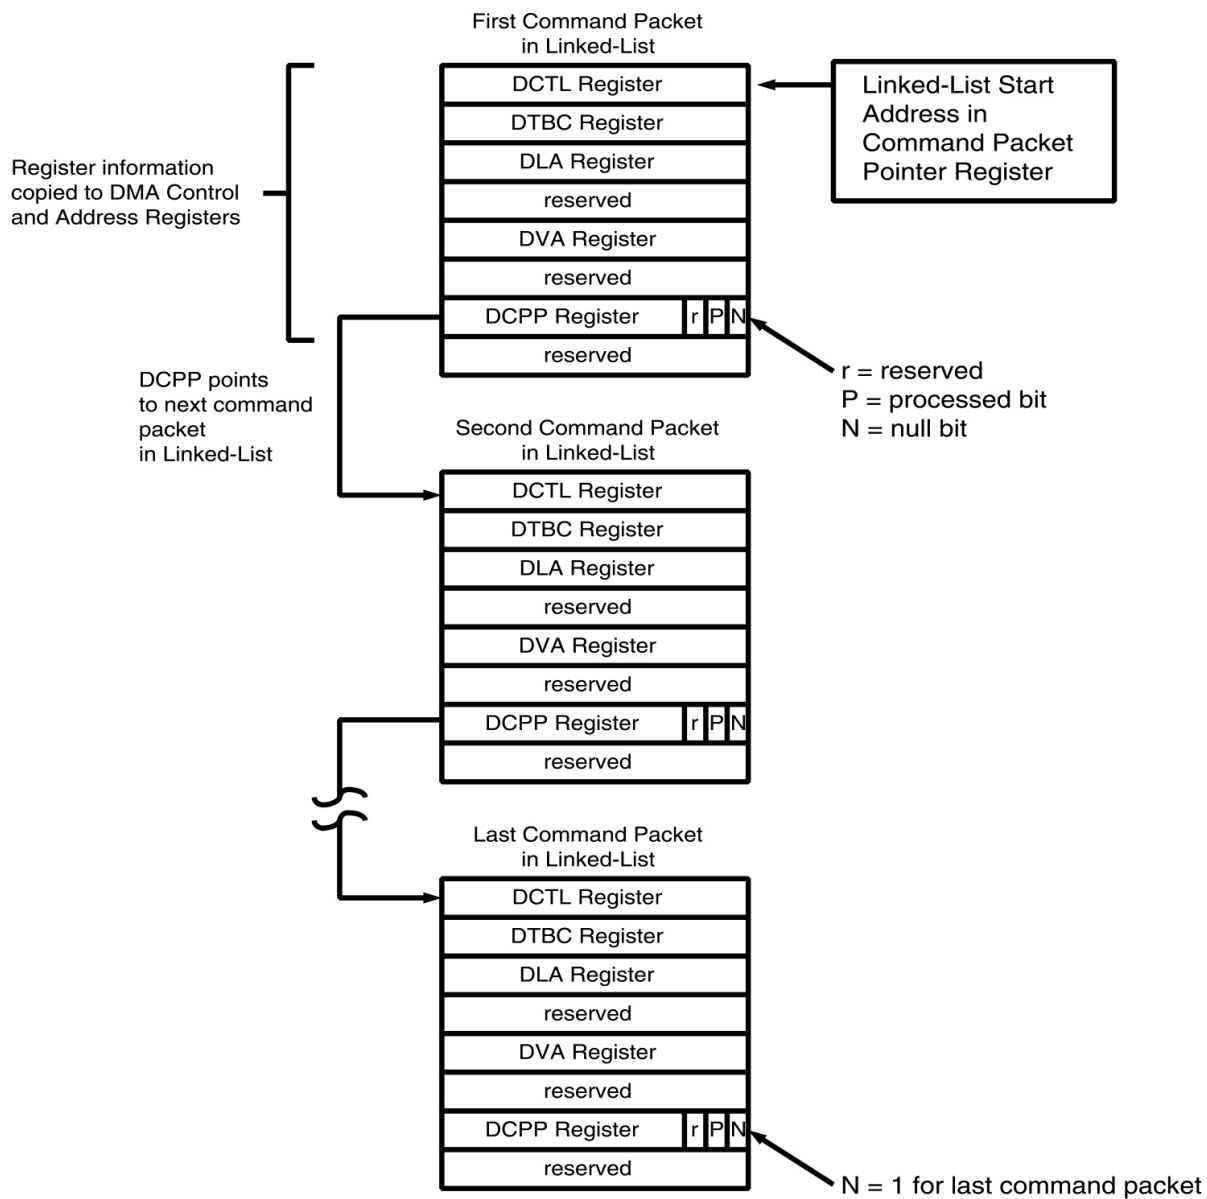 First Command Packet
in Linked-List
DCTL Register
DTBC Register
DLA Register
reserved
DVA Register
reserved
DCPP Register r P N
reserved
Linked-List Start
Address in
Command Packet
Pointer Register
Register information
copied to DMA Control
and Address Registers
r = reserved
P = processed bit
N = null bit
DCPP points
to next command
packet
in Linked-List
Second Command Packet
in Linked-List
DCTL Register
DTBC Register
DLA Register
reserved
DVA Register
reserved
DCPP Register r P N
reserved
Last Command Packet
in Linked-List
DCTL Register
DTBC Register
DLA Register
reserved
DVA Register
reserved
DCPP Register r P N
reserved
N = 1 for last command packet